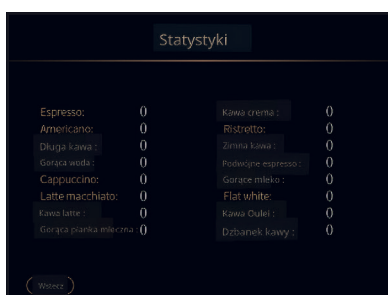 Statystyki
Espresso: 0
Americano: 0
Długa kawa : 0
Gorąca woda : 0
Cappuccino: 0
Latte macchiato: 0
Kawa latte : 0
Gorąca pianka mleczna : 0
Kawa crema : 0
Ristretto: 0
Zimna kawa : 0
Podwójne espresso : 0
Gorące mleko : 0
Flat white: 0
Kawa Oulei : 0
Dzbanek kawy : 0
Wstecz